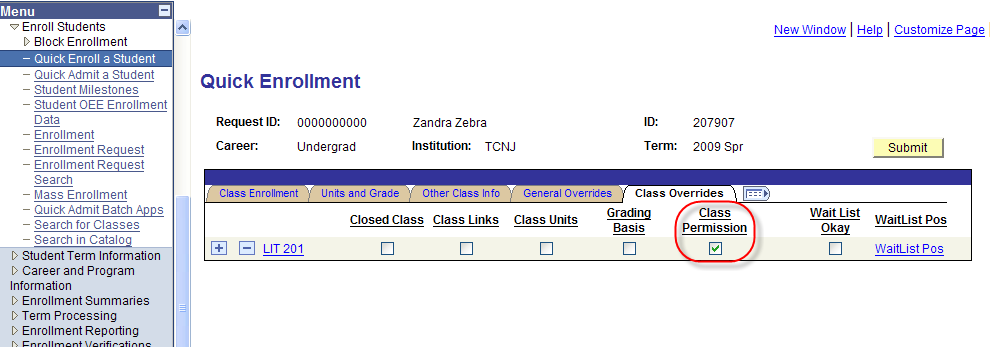 Menu
Enroll Students
Block Enrollment
Quick Enroll a Student
Quick Admit a Student
Student Milestones
Student OEE Enrollment
Data
Enrollment
Enrollment Request
Enrollment Request
Search
Mass Enrollment
Quick Admit Batch Apps
Search for Classes
Search in Catalog
Student Term Information
Career and Program
Information
Enrollment Summaries
Term Processing
Enrollment Reporting
Enrollment Verifications
New Window | Help | Customize Page
Quick Enrollment
Request ID: 0000000000 Zandra Zebra ID: 207907
Career: Undergrad Institution: TCNJ Term: 2009 Spr Submit
Class Enrollment Units and Grade Other Class Info General Overrides Class Overrides
Closed Class Class Links Class Units Grading Basis Class Permission Wait List Okay WaitList Pos
LIT 201 WaitList Pos